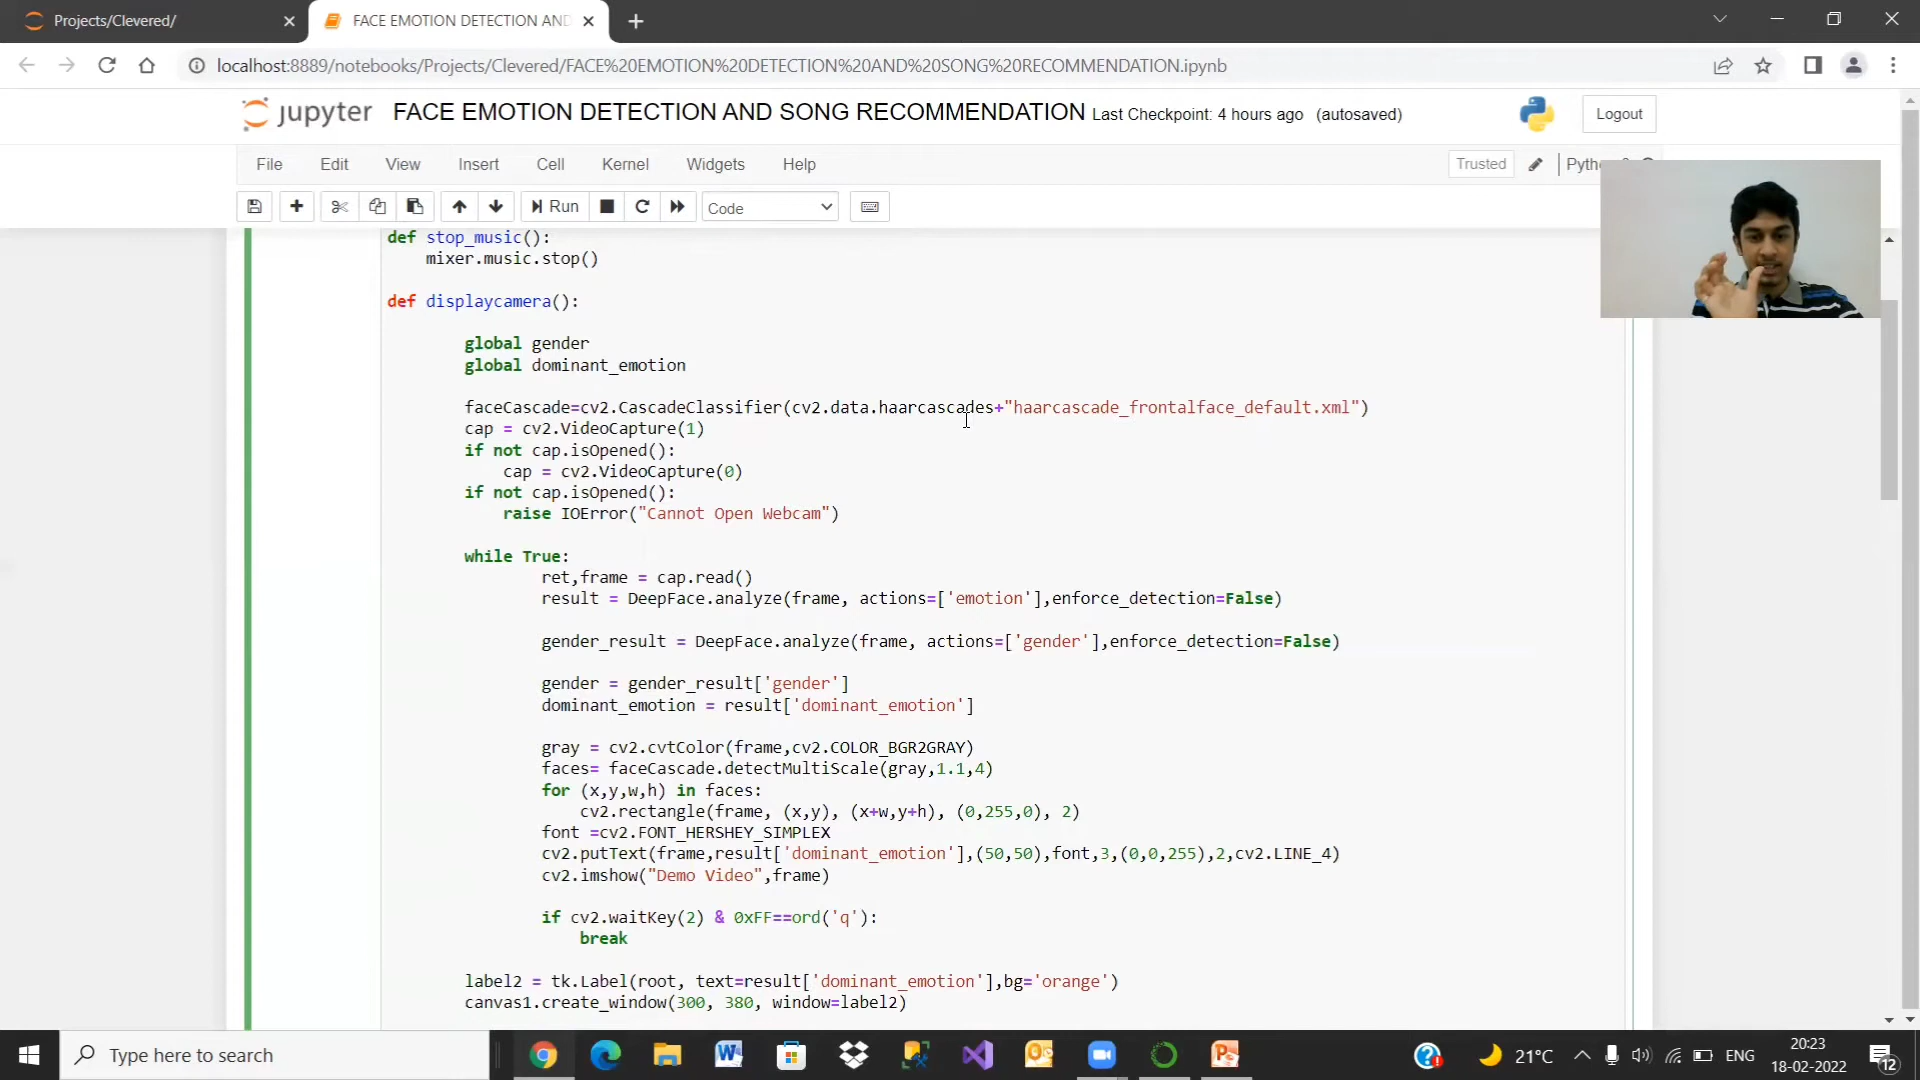 Projects/Clevered/
FACE EMOTION DETECTION AND
localhost:8889/notebooks/Projects/Clevered/FACE%20EMOTION%20DETECTION%20AND%20SONG%20RECOMMENDATION.ipynb
jupyter FACE EMOTION DETECTION AND SONG RECOMMENDATION Last Checkpoint: 4 hours ago (autosaved)
Logout
File Edit View Insert Cell Kernel Widgets Help
Trusted
Run
Code
def stop_music():
    mixer.music.stop()
def displaycamera():
global gender
global dominant_emotion
faceCascade=cv2.CascadeClassifier(cv2.data.haarcascades+"haarcascade_frontalface_default.xml")
cap = cv2.VideoCapture(1)
if not cap.isOpened():
    cap = cv2.VideoCapture(0)
if not cap.isOpened():
    raise IOError("Cannot Open Webcam")
while True:
ret,frame = cap.read()
result = DeepFace.analyze(frame, actions=['emotion'],enforce_detection=False)
gender_result = DeepFace.analyze(frame, actions=['gender'],enforce_detection=False)
gender = gender_result['gender']
dominant_emotion = result['dominant_emotion']
gray = cv2.cvtColor(frame,cv2.COLOR_BGR2GRAY)
faces= faceCascade.detectMultiScale(gray,1.1,4)
for (x,y,w,h) in faces:
    cv2.rectangle(frame, (x,y), (x+w,y+h), (0,255,0), 2)
font =cv2.FONT_HERSHEY_SIMPLEX
cv2.putText(frame,result['dominant_emotion'],(50,50),font,3,(0,0,255),2,cv2.LINE_4)
cv2.imshow("Demo Video",frame)
if cv2.waitKey(2) & 0xFF==ord('q'):
    break
label2 = tk.Label(root, text=result['dominant_emotion'],bg='orange')
canvas1.create_window(300, 380, window=label2)
Type here to search
21°C
ENG
20:23
18-02-2022
12